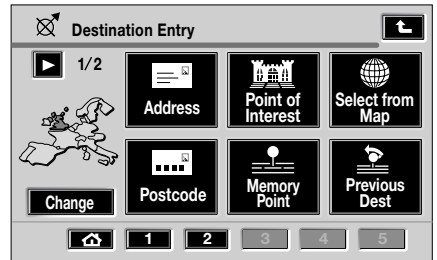 Destination Entry
1/2
Address
Point of
Interest
Select from
Map
Postcode
Memory
Point
Previous
Dest
Change
1 2 3 4 5